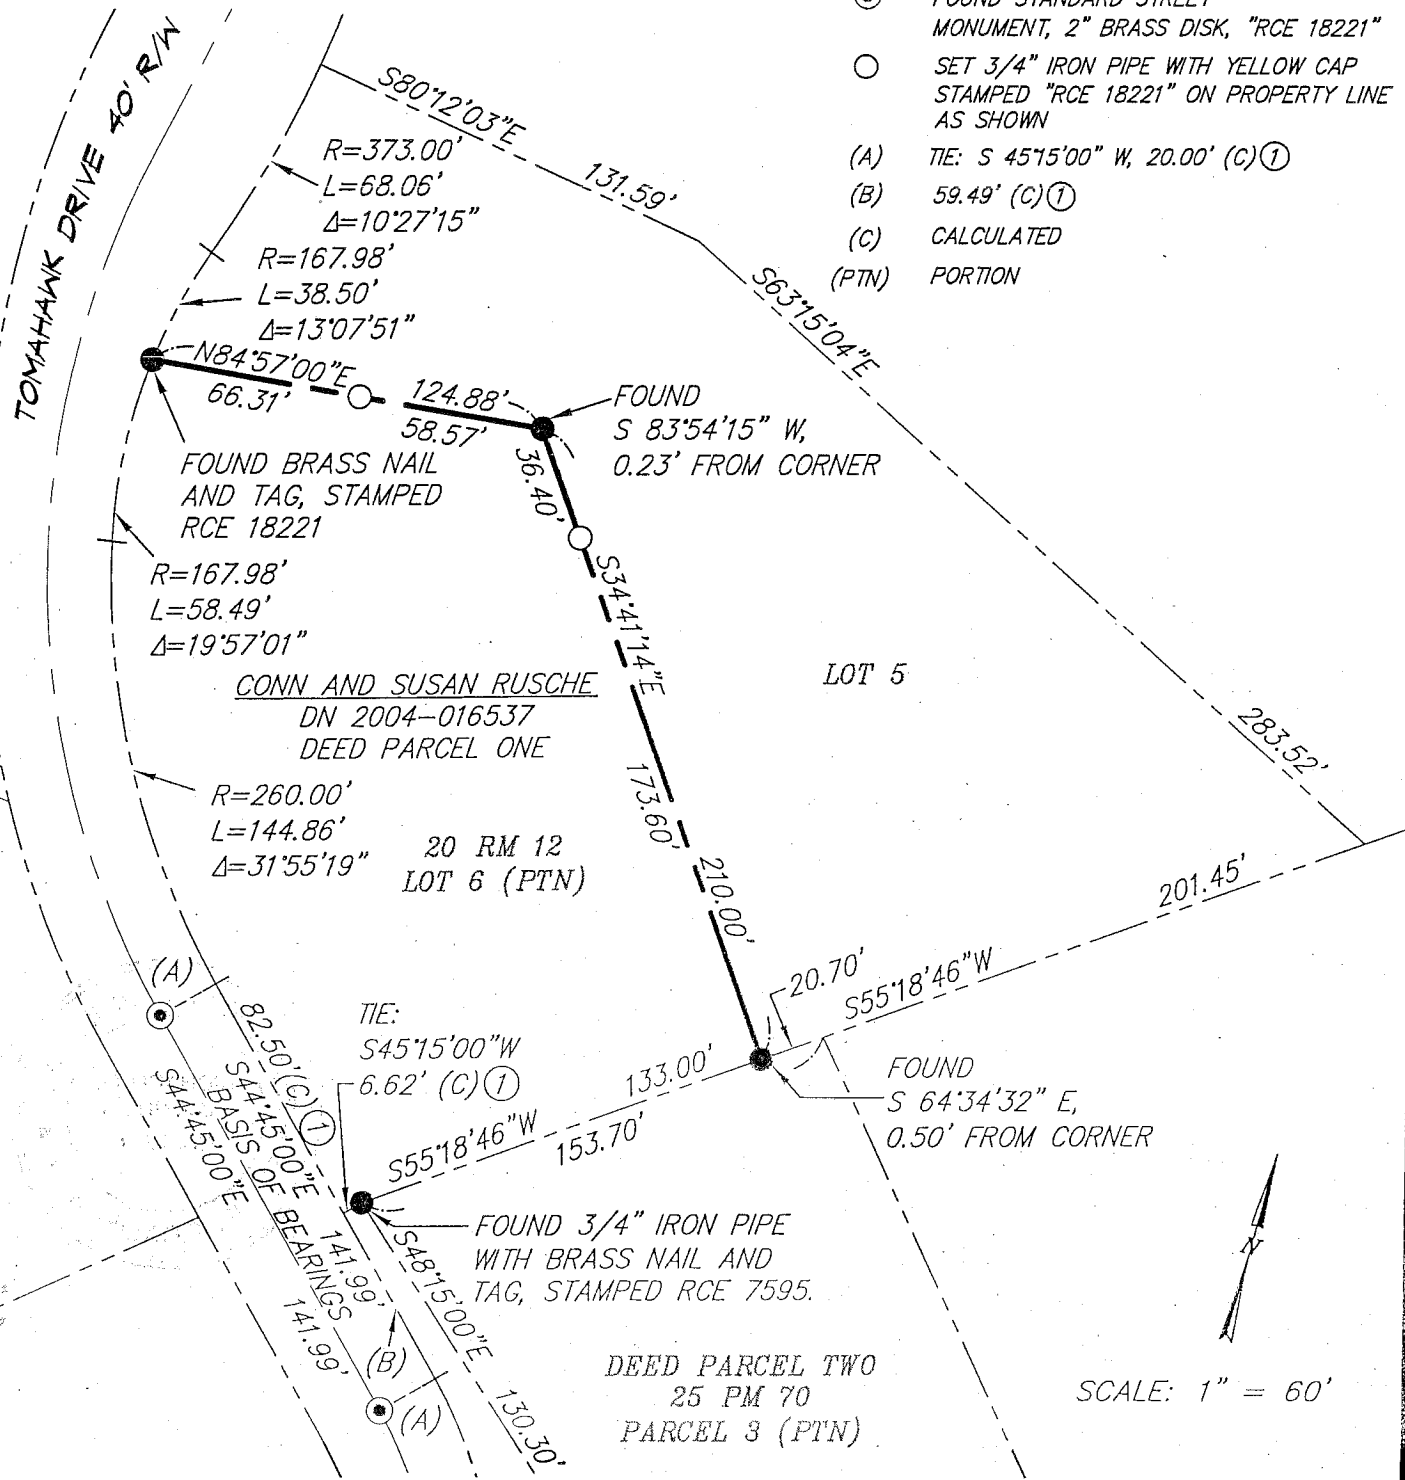 FOUND STANDARD STREET
MONUMENT, 2" BRASS DISK, "RCE 18221"
SET 3/4" IRON PIPE WITH YELLOW CAP
STAMPED "RCE 18221" ON PROPERTY LINE
AS SHOWN
(A) TIE: S 45°15'00" W, 20.00' (C)①
(B) 59.49' (C)①
(C) CALCULATED
(PTN) PORTION
TOMAHAWK DRIVE 40' R/W
S80°12'03"E
131.59'
R=373.00'
L=68.06'
Δ=10°27'15"
R=167.98'
L=38.50'
Δ=13°07'51"
S63°15'04"E
283.52'
N84°57'00"E
66.31'
124.88'
58.57'
FOUND
S 83°54'15" W,
0.23' FROM CORNER
FOUND BRASS NAIL
AND TAG, STAMPED
RCE 18221
36.40'
S34°41'14"E
173.60'
210.00'
R=167.98'
L=58.49'
Δ=19°57'01"
LOT 5
CONN AND SUSAN RUSCHE
DN 2004-016537
DEED PARCEL ONE
R=260.00'
L=144.86'
Δ=31°55'19"
20 RM 12
LOT 6 (PTN)
201.45'
S55°18'46"W
20.70'
(A)
TIE:
S45°15'00"W
6.62' (C)①
133.00'
S55°18'46"W
153.70'
FOUND
S 64°34'32" E,
0.50' FROM CORNER
82.50'(C)①
S44°45'00"E
141.99'
BASIS OF BEARINGS
S44°45'00"E
141.99'
FOUND 3/4" IRON PIPE
WITH BRASS NAIL AND
TAG, STAMPED RCE 7595.
S48°15'00"E
130.30'
(B)
(A)
DEED PARCEL TWO
25 PM 70
PARCEL 3 (PTN)
N
SCALE: 1" = 60'